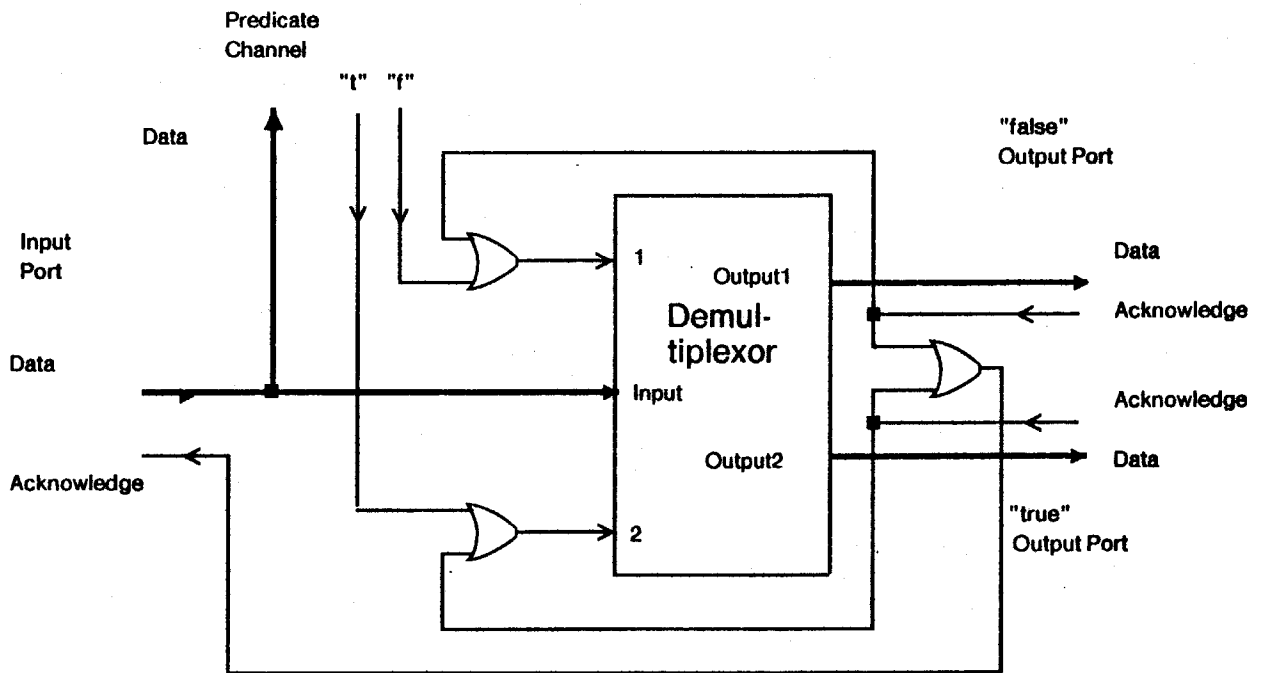 Predicate
Channel
"t" "f"
Data
"false"
Output Port
Input
Port
1
Data
Output1
Demul-
tiplexor
Acknowledge
Data
Input
Acknowledge
Output2
Data
Acknowledge
2
"true"
Output Port